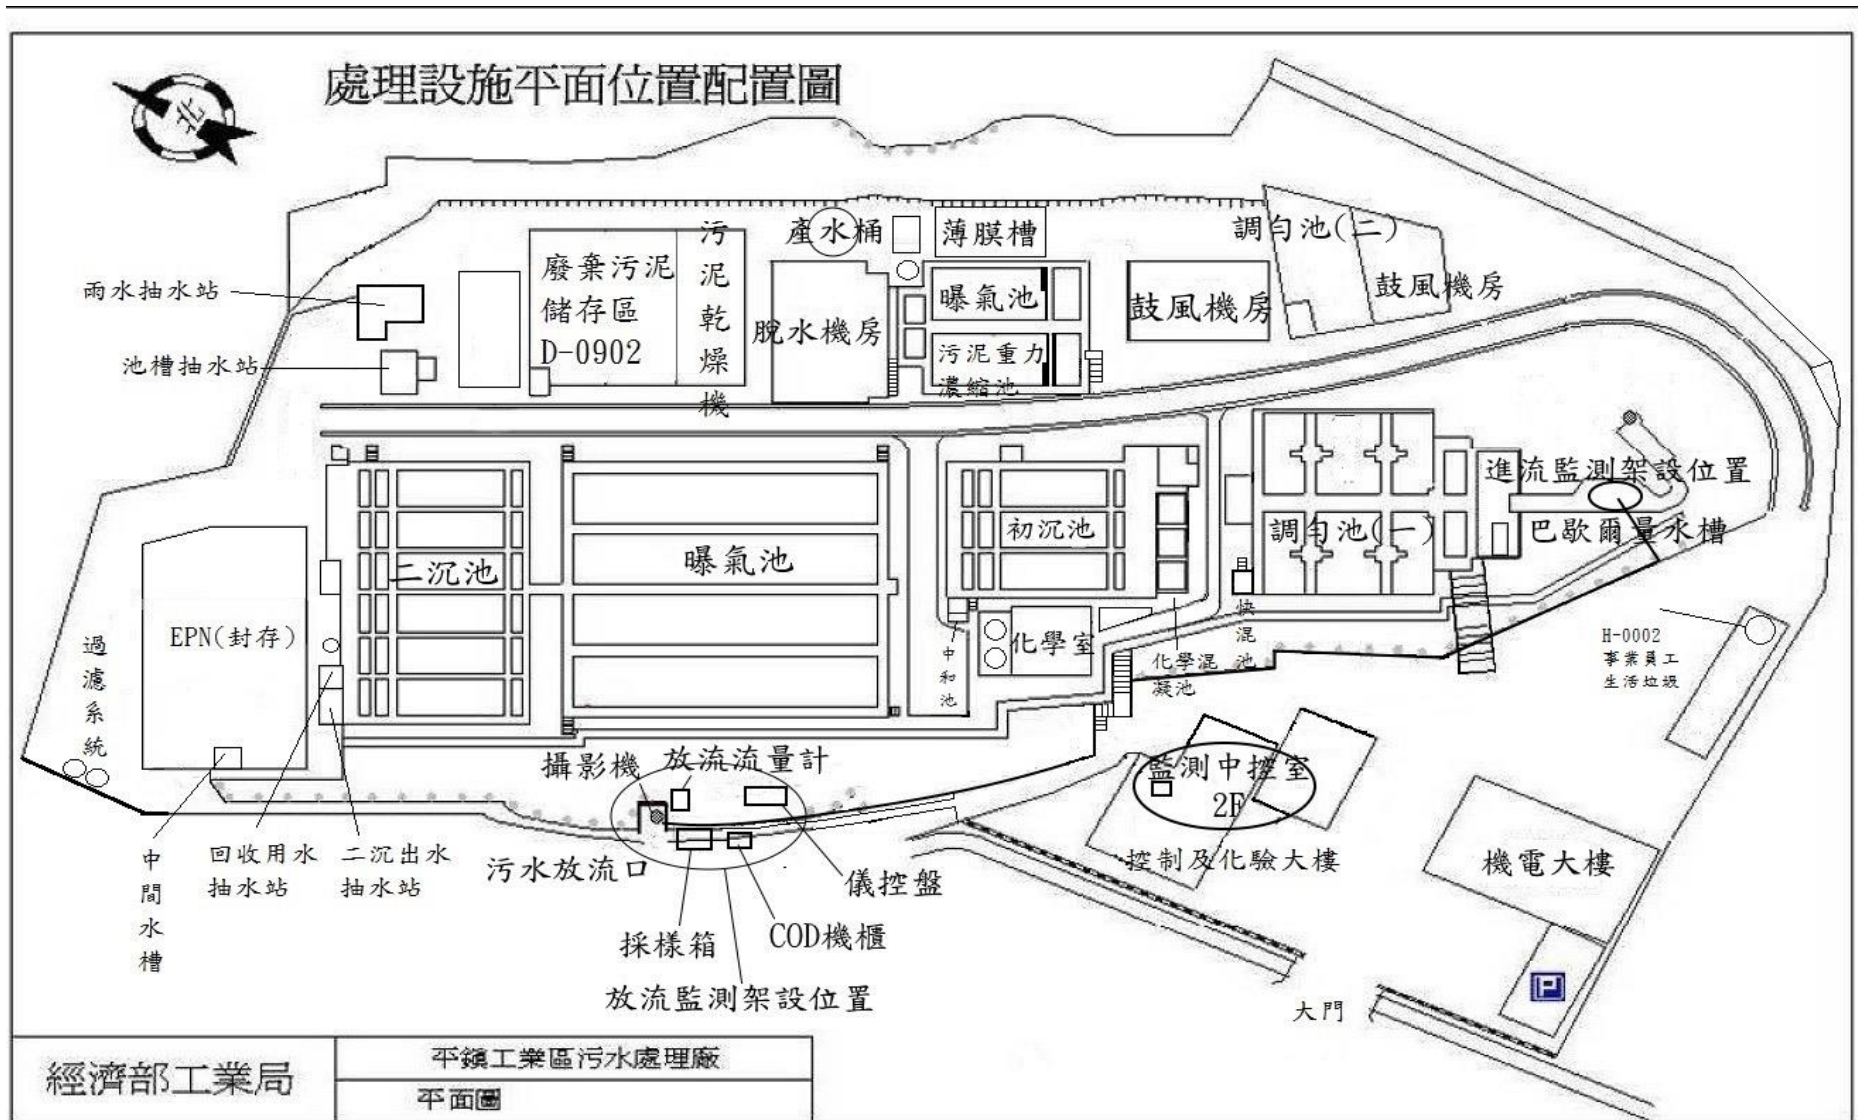 處理設施平面位置配置圖
北
雨水抽水站
池槽抽水站
廢棄污泥
儲存區
D-0902
污泥乾燥機
產水桶
薄膜槽
脫水機房
曝氣池
污泥重力
濃縮池
鼓風機房
調勻池(二)
鼓風機房
進流監測架設位置
巴歇爾量水槽
調勻池(一)
初沉池
曝氣池
二沉池
EPN(封存)
過濾系統
中和池
化學室
化學混
凝池
快混池
H-0002
事業員工
生活垃圾
攝影機
放流流量計
監測中控室
2F
控制及化驗大樓
機電大樓
P
中間水槽
回收用水
抽水站
二沉出水
抽水站
污水放流口
儀控盤
採樣箱
COD機櫃
放流監測架設位置
大門
經濟部工業局
平鎮工業區污水處理廠
平面圖